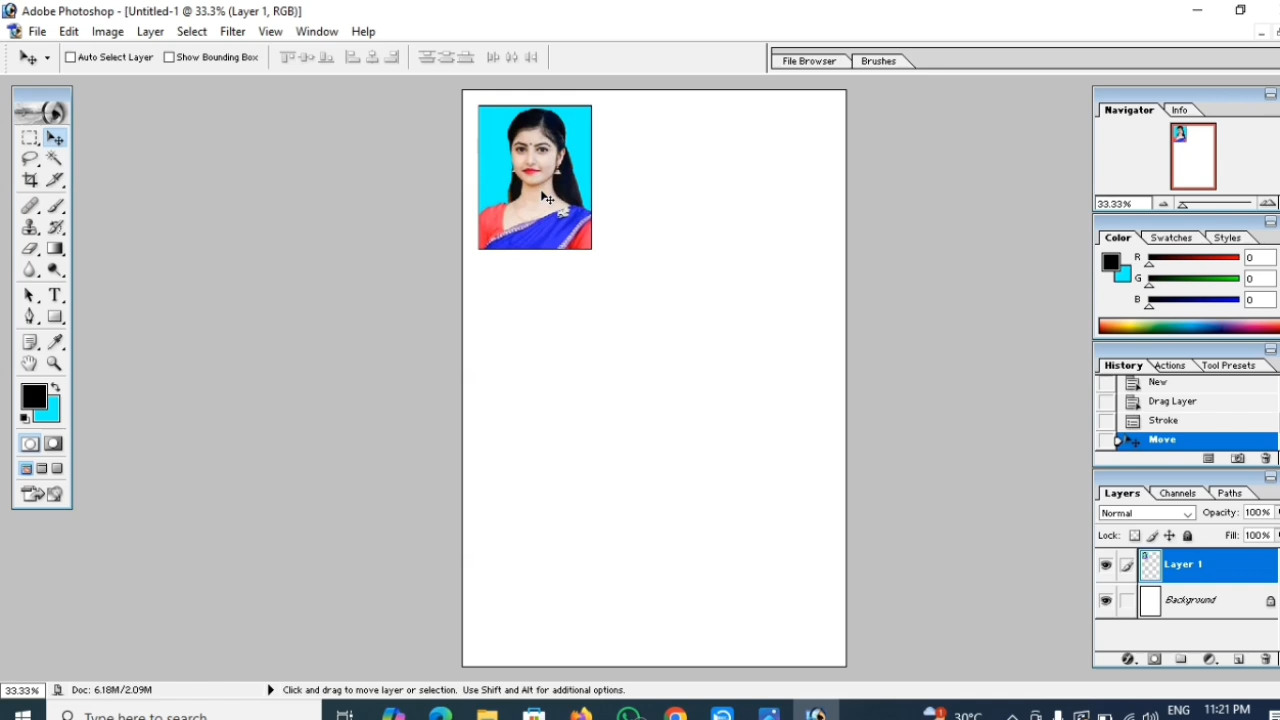 Adobe Photoshop - [Untitled-1 @ 33.3% (Layer 1, RGB)]
File Edit Image Layer Select Filter View Window Help
Auto Select Layer Show Bounding Box
File Browser Brushes
Navigator Info
33.33%
Color Swatches Styles
R 0
G 0
B 0
History Actions Tool Presets
New
Drag Layer
Stroke
Move
Layers Channels Paths
Normal Opacity: 100%
Lock: Fill: 100%
Layer 1
Background
33.33% Doc: 6.18M/2.09M Click and drag to move layer or selection. Use Shift and Alt for additional options.
Type here to search
30°C
ENG 11:21 PM